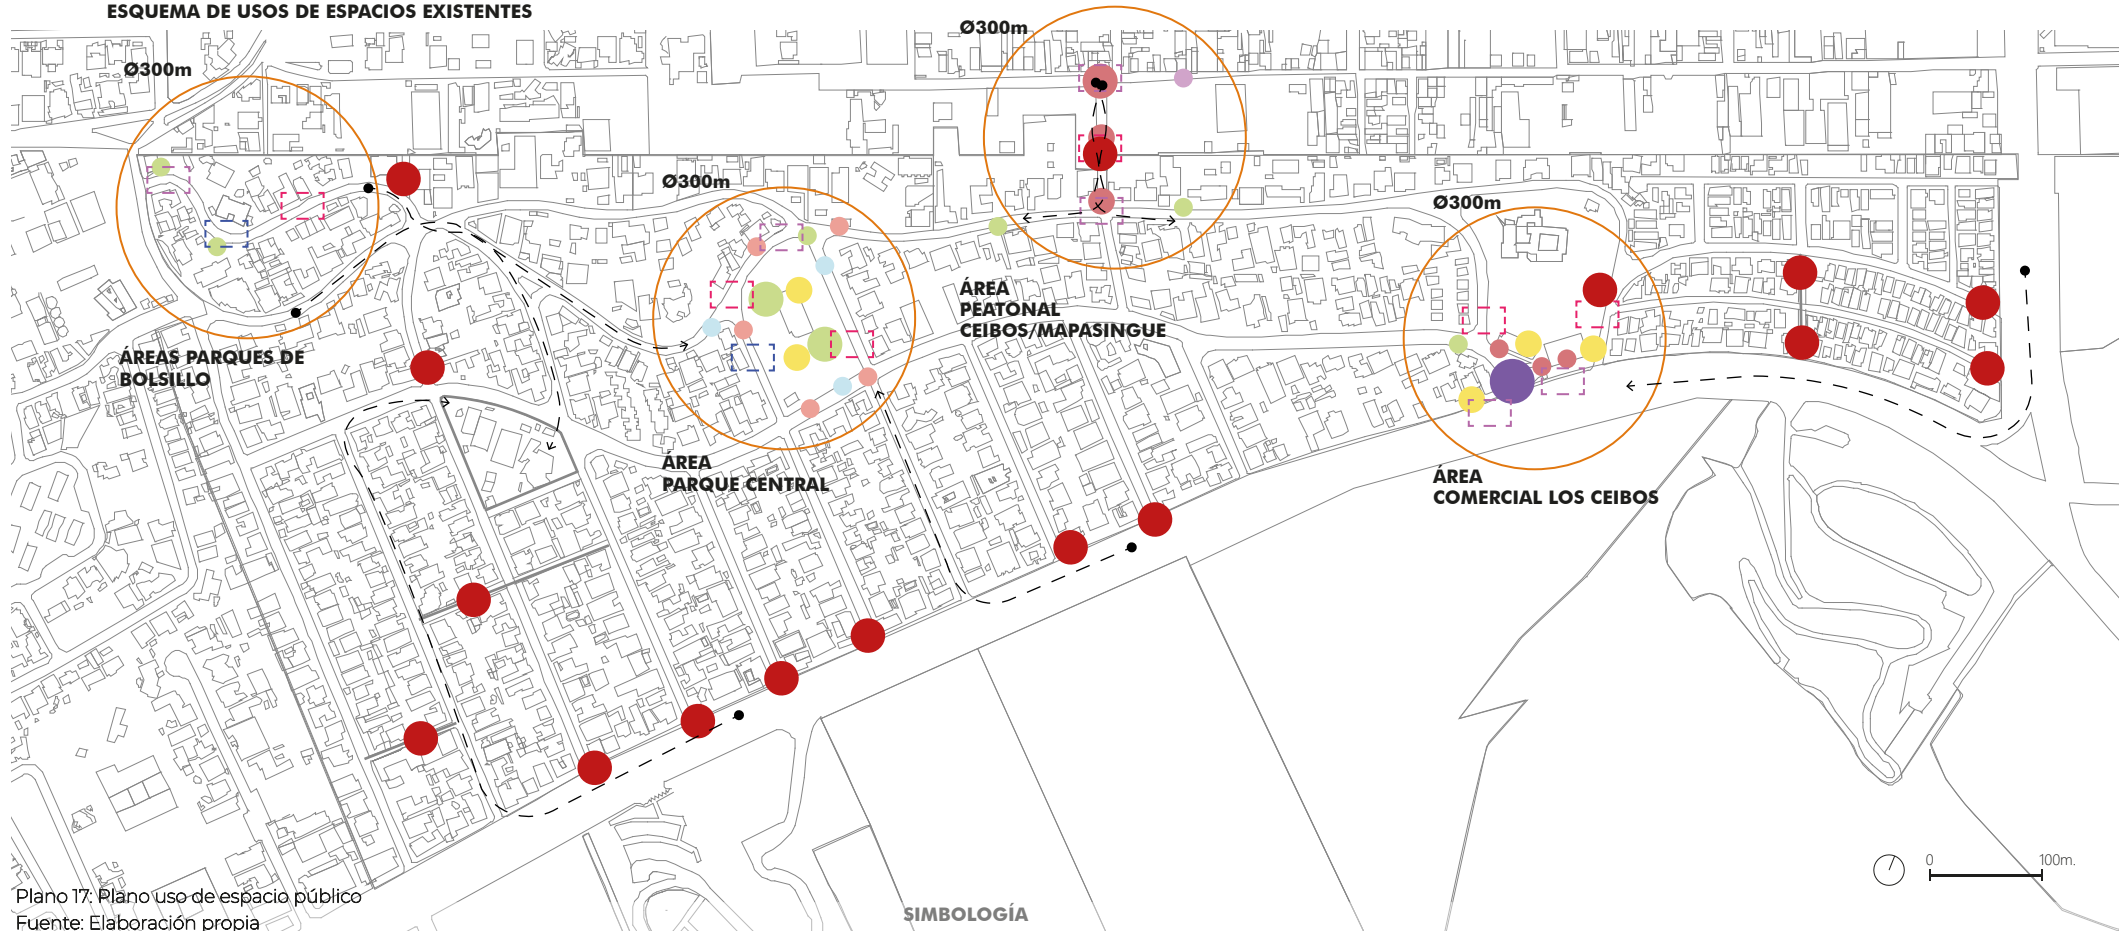 ESQUEMA DE USOS DE ESPACIOS EXISTENTES
Ø300m
Ø300m
Ø300m
Ø300m
ÁREAS PARQUES DE
BOLSILLO
ÁREA
PARQUE CENTRAL
ÁREA
PEATONAL
CEIBOS/MAPASINGUE
ÁREA
COMERCIAL LOS CEIBOS
0 100m.
Plano 17: Plano uso de espacio público
Fuente: Elaboración propia
SIMBOLOGÍA